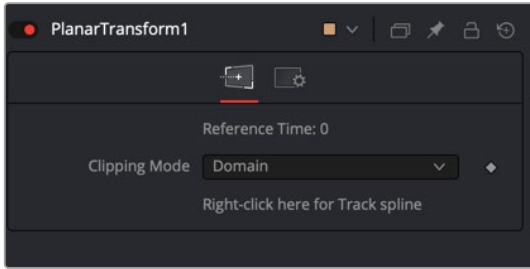 PlanarTransform1
Reference Time: 0
Clipping Mode Domain
Right-click here for Track spline